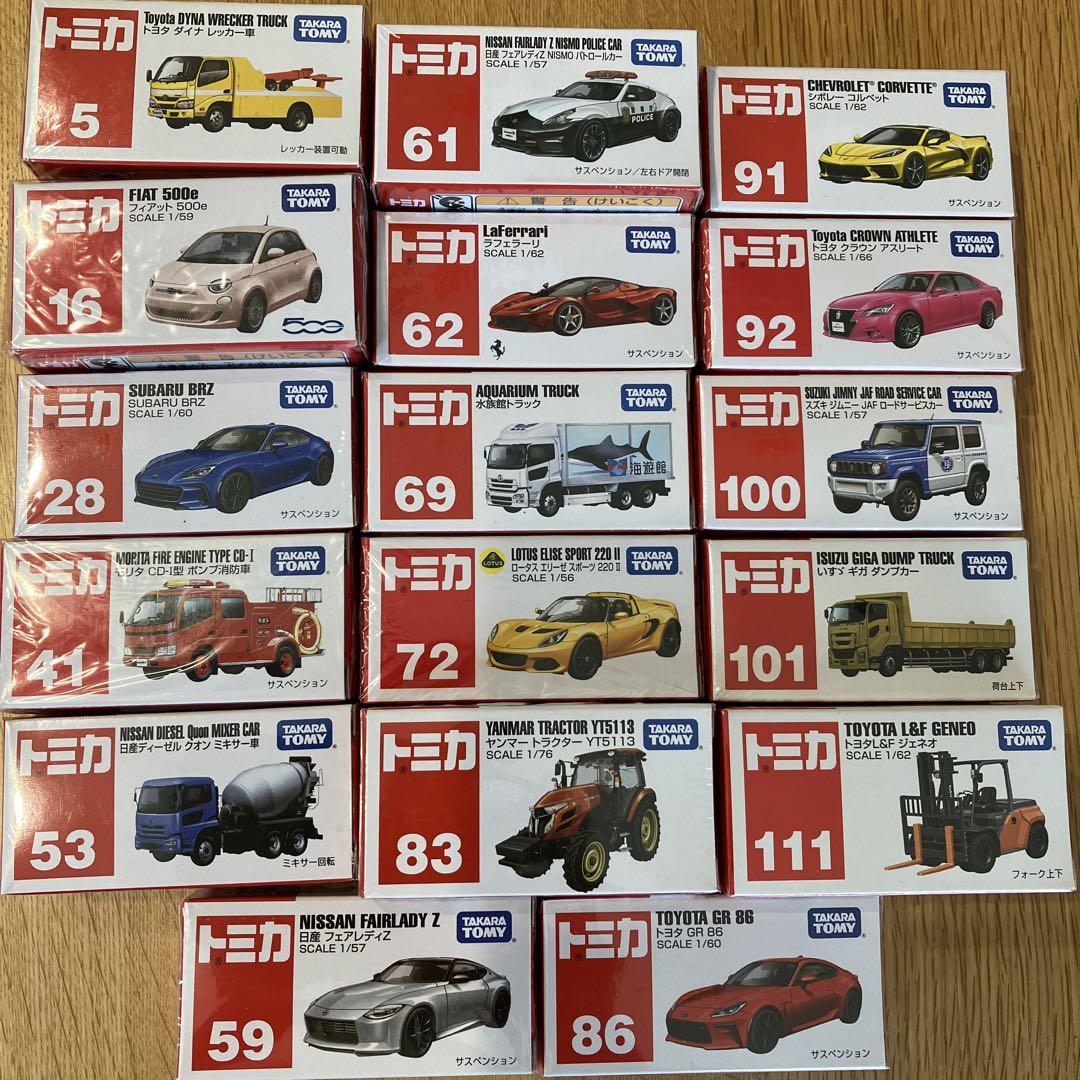 トミカ
5
Toyota DYNA WRECKER TRUCK
トヨタ ダイナ レッカー車
TAKARA TOMY
レッカー装置可動
トミカ
61
NISSAN FAIRLADY Z NISMO POLICE CAR
日産 フェアレディZ NISMO パトロールカー
SCALE 1/57
TAKARA TOMY
POLICE
サスペンション/左右ドア開閉
トミカ
警告(けいこく)
トミカ
91
CHEVROLET® CORVETTE®
シボレー コルベット
SCALE 1/62
TAKARA TOMY
サスペンション
トミカ
16
FIAT 500e
フィアット 500e
SCALE 1/59
TAKARA TOMY
500e
トミカ
62
LaFerrari
ラフェラーリ
SCALE 1/62
TAKARA TOMY
サスペンション
トミカ
92
Toyota CROWN ATHLETE
トヨタ クラウン アスリート
SCALE 1/66
TAKARA TOMY
サスペンション
トミカ
28
SUBARU BRZ
SUBARU BRZ
SCALE 1/60
TAKARA TOMY
サスペンション
トミカ
69
AQUARIUM TRUCK
水族館トラック
TAKARA TOMY
海遊館
トミカ
100
SUZUKI JIMNY JAF ROAD SERVICE CAR
スズキ ジムニー JAF ロードサービスカー
SCALE 1/57
TAKARA TOMY
サスペンション
トミカ
41
MORITA FIRE ENGINE TYPE CD-I
モリタ CD-I型 ポンプ消防車
TAKARA TOMY
サスペンション
トミカ
72
LOTUS
LOTUS ELISE SPORT 220 II
ロータス エリーゼ スポーツ 220 II
SCALE 1/56
TAKARA TOMY
トミカ
101
ISUZU GIGA DUMP TRUCK
いすゞ ギガ ダンプカー
TAKARA TOMY
荷台上下
トミカ
53
NISSAN DIESEL Quon MIXER CAR
日産ディーゼル クオン ミキサー車
TAKARA TOMY
ミキサー回転
トミカ
83
YANMAR TRACTOR YT5113
ヤンマー トラクター YT5113
SCALE 1/76
TAKARA TOMY
トミカ
111
TOYOTA L&F GENEO
トヨタL&F ジェネオ
SCALE 1/62
TAKARA TOMY
フォーク上下
トミカ
59
NISSAN FAIRLADY Z
日産 フェアレディZ
SCALE 1/57
TAKARA TOMY
サスペンション
トミカ
86
TOYOTA GR 86
トヨタ GR 86
SCALE 1/60
TAKARA TOMY
サスペンション